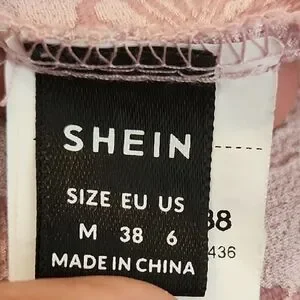 SHEIN
SIZE EU US
M 38 6
MADE IN CHINA
38
436